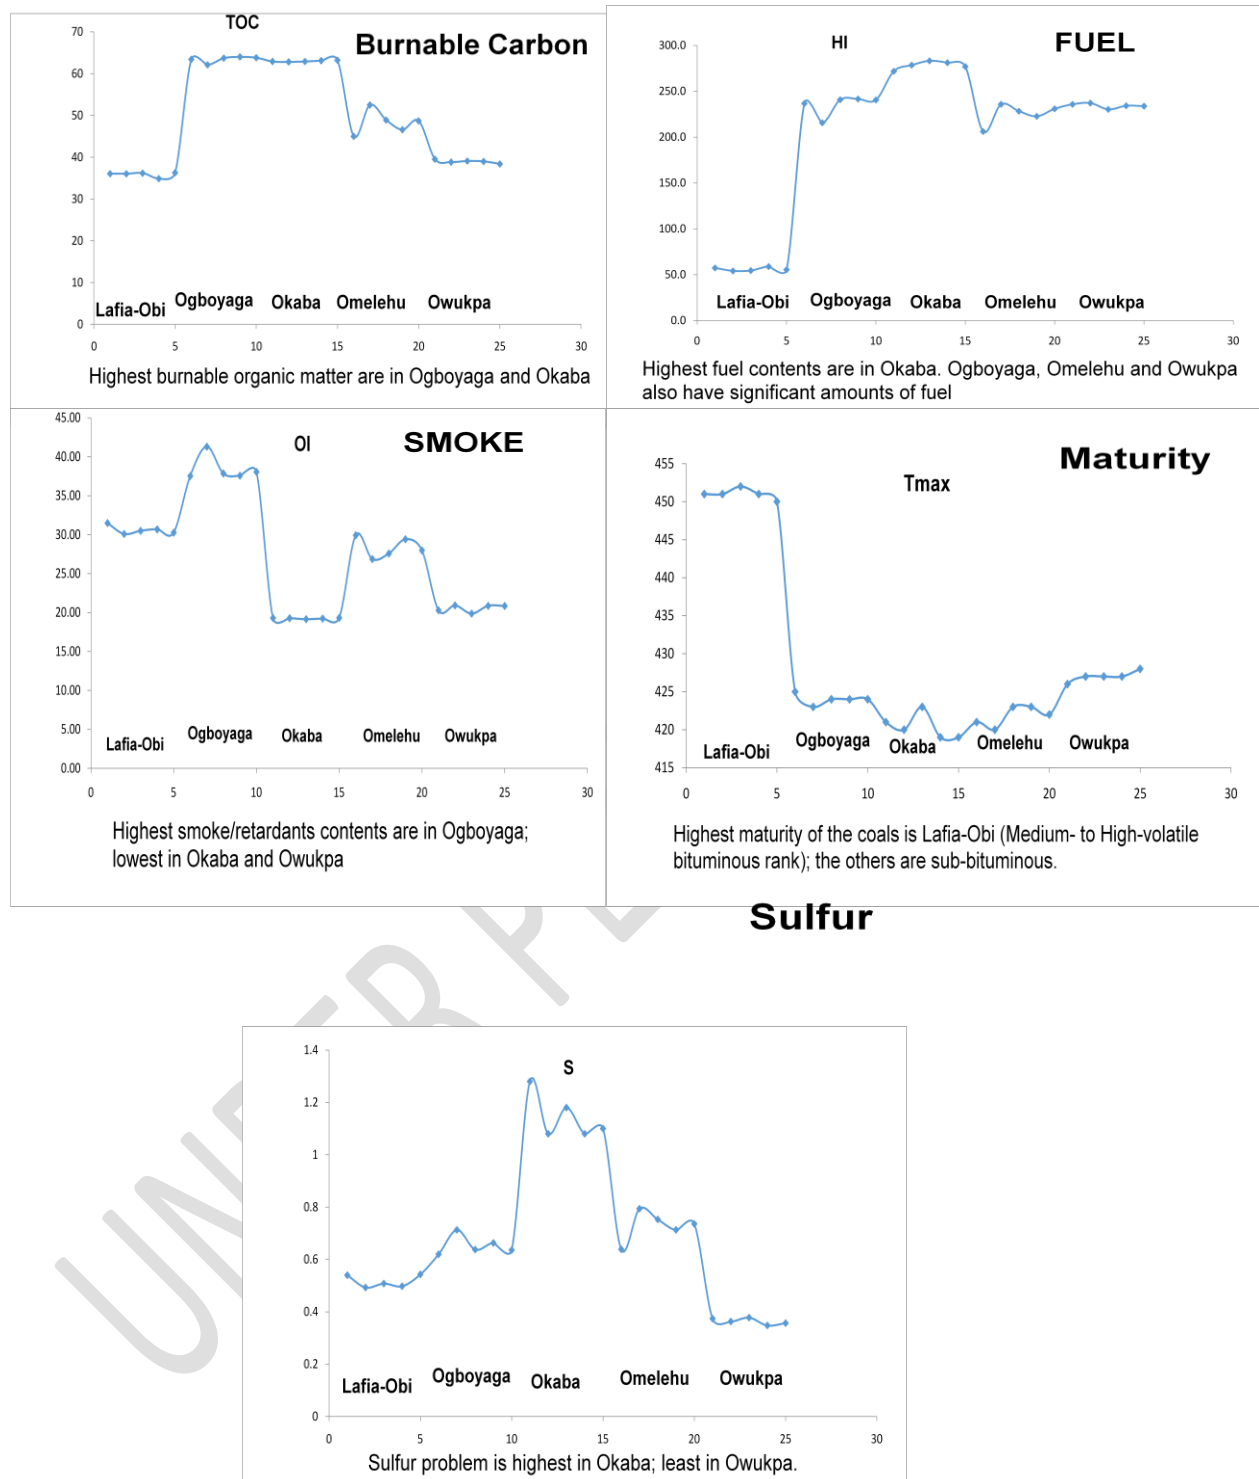 TOC
Burnable Carbon
70
60
50
40
30
20
10
0
Lafia-Obi Ogboyaga Okaba Omelehu Owukpa
0 5 10 15 20 25 30
Highest burnable organic matter are in Ogboyaga and Okaba
HI
FUEL
300.0
250.0
200.0
150.0
100.0
50.0
0.0
Lafia-Obi Ogboyaga Okaba Omelehu Owukpa
0 5 10 15 20 25 30
Highest fuel contents are in Okaba. Ogboyaga, Omelehu and Owukpa
also have significant amounts of fuel
OI
SMOKE
45.00
40.00
35.00
30.00
25.00
20.00
15.00
10.00
5.00
0.00
Lafia-Obi Ogboyaga Okaba Omelehu Owukpa
0 5 10 15 20 25 30
Highest smoke/retardants contents are in Ogboyaga;
lowest in Okaba and Owukpa
Maturity
Tmax
455
450
445
440
435
430
425
420
415
Lafia-Obi Ogboyaga Okaba Omelehu Owukpa
0 5 10 15 20 25 30
Highest maturity of the coals is Lafia-Obi (Medium- to High-volatile
bituminous rank); the others are sub-bituminous.
Sulfur
S
1.4
1.2
1
0.8
0.6
0.4
0.2
0
Lafia-Obi Ogboyaga Okaba Omelehu Owukpa
0 5 10 15 20 25 30
Sulfur problem is highest in Okaba; least in Owukpa.